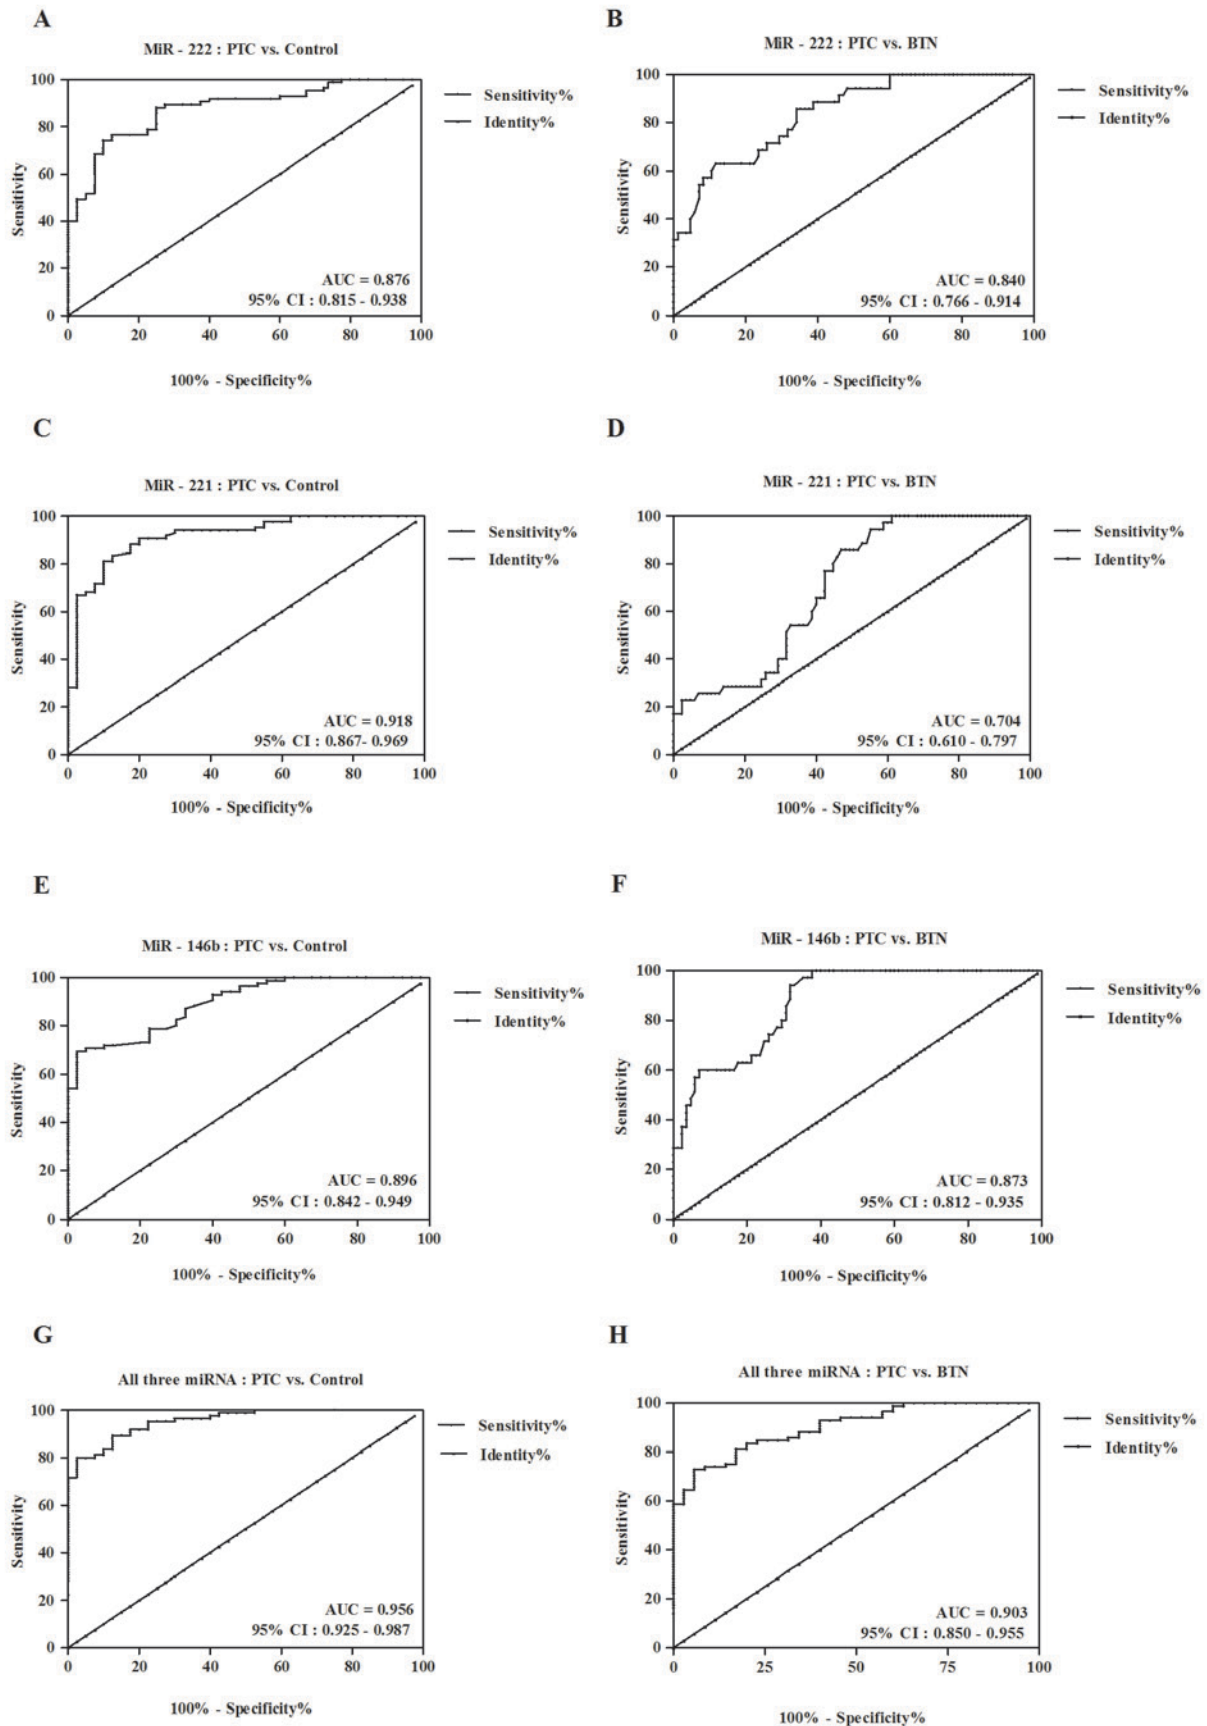 A
MiR - 222 : PTC vs. Control
100
80
60
40
20
0
Sensitivity
0 20 40 60 80 100
100% - Specificity%
Sensitivity%
Identity%
AUC = 0.876
95% CI : 0.815 - 0.938
B
MiR - 222 : PTC vs. BTN
100
80
60
40
20
0
Sensitivity
0 20 40 60 80 100
100% - Specificity%
Sensitivity%
Identity%
AUC = 0.840
95% CI : 0.766 - 0.914
C
MiR - 221 : PTC vs. Control
100
80
60
40
20
0
Sensitivity
0 20 40 60 80 100
100% - Specificity%
Sensitivity%
Identity%
AUC = 0.918
95% CI : 0.867- 0.969
D
MiR - 221 : PTC vs. BTN
100
80
60
40
20
0
Sensitivity
0 20 40 60 80 100
100% - Specificity%
Sensitivity%
Identity%
AUC = 0.704
95% CI : 0.610 - 0.797
E
MiR - 146b : PTC vs. Control
100
80
60
40
20
0
Sensitivity
0 20 40 60 80 100
100% - Specificity%
Sensitivity%
Identity%
AUC = 0.896
95% CI : 0.842 - 0.949
F
MiR - 146b : PTC vs. BTN
100
80
60
40
20
0
Sensitivity
0 20 40 60 80 100
100% - Specificity%
Sensitivity%
Identity%
AUC = 0.873
95% CI : 0.812 - 0.935
G
All three miRNA : PTC vs. Control
100
80
60
40
20
0
Sensitivity
0 20 40 60 80 100
100% - Specificity%
Sensitivity%
Identity%
AUC = 0.956
95% CI : 0.925 - 0.987
H
All three miRNA : PTC vs. BTN
100
80
60
40
20
0
Sensitivity
0 25 50 75 100
100% - Specificity%
Sensitivity%
Identity%
AUC = 0.903
95% CI : 0.850 - 0.955